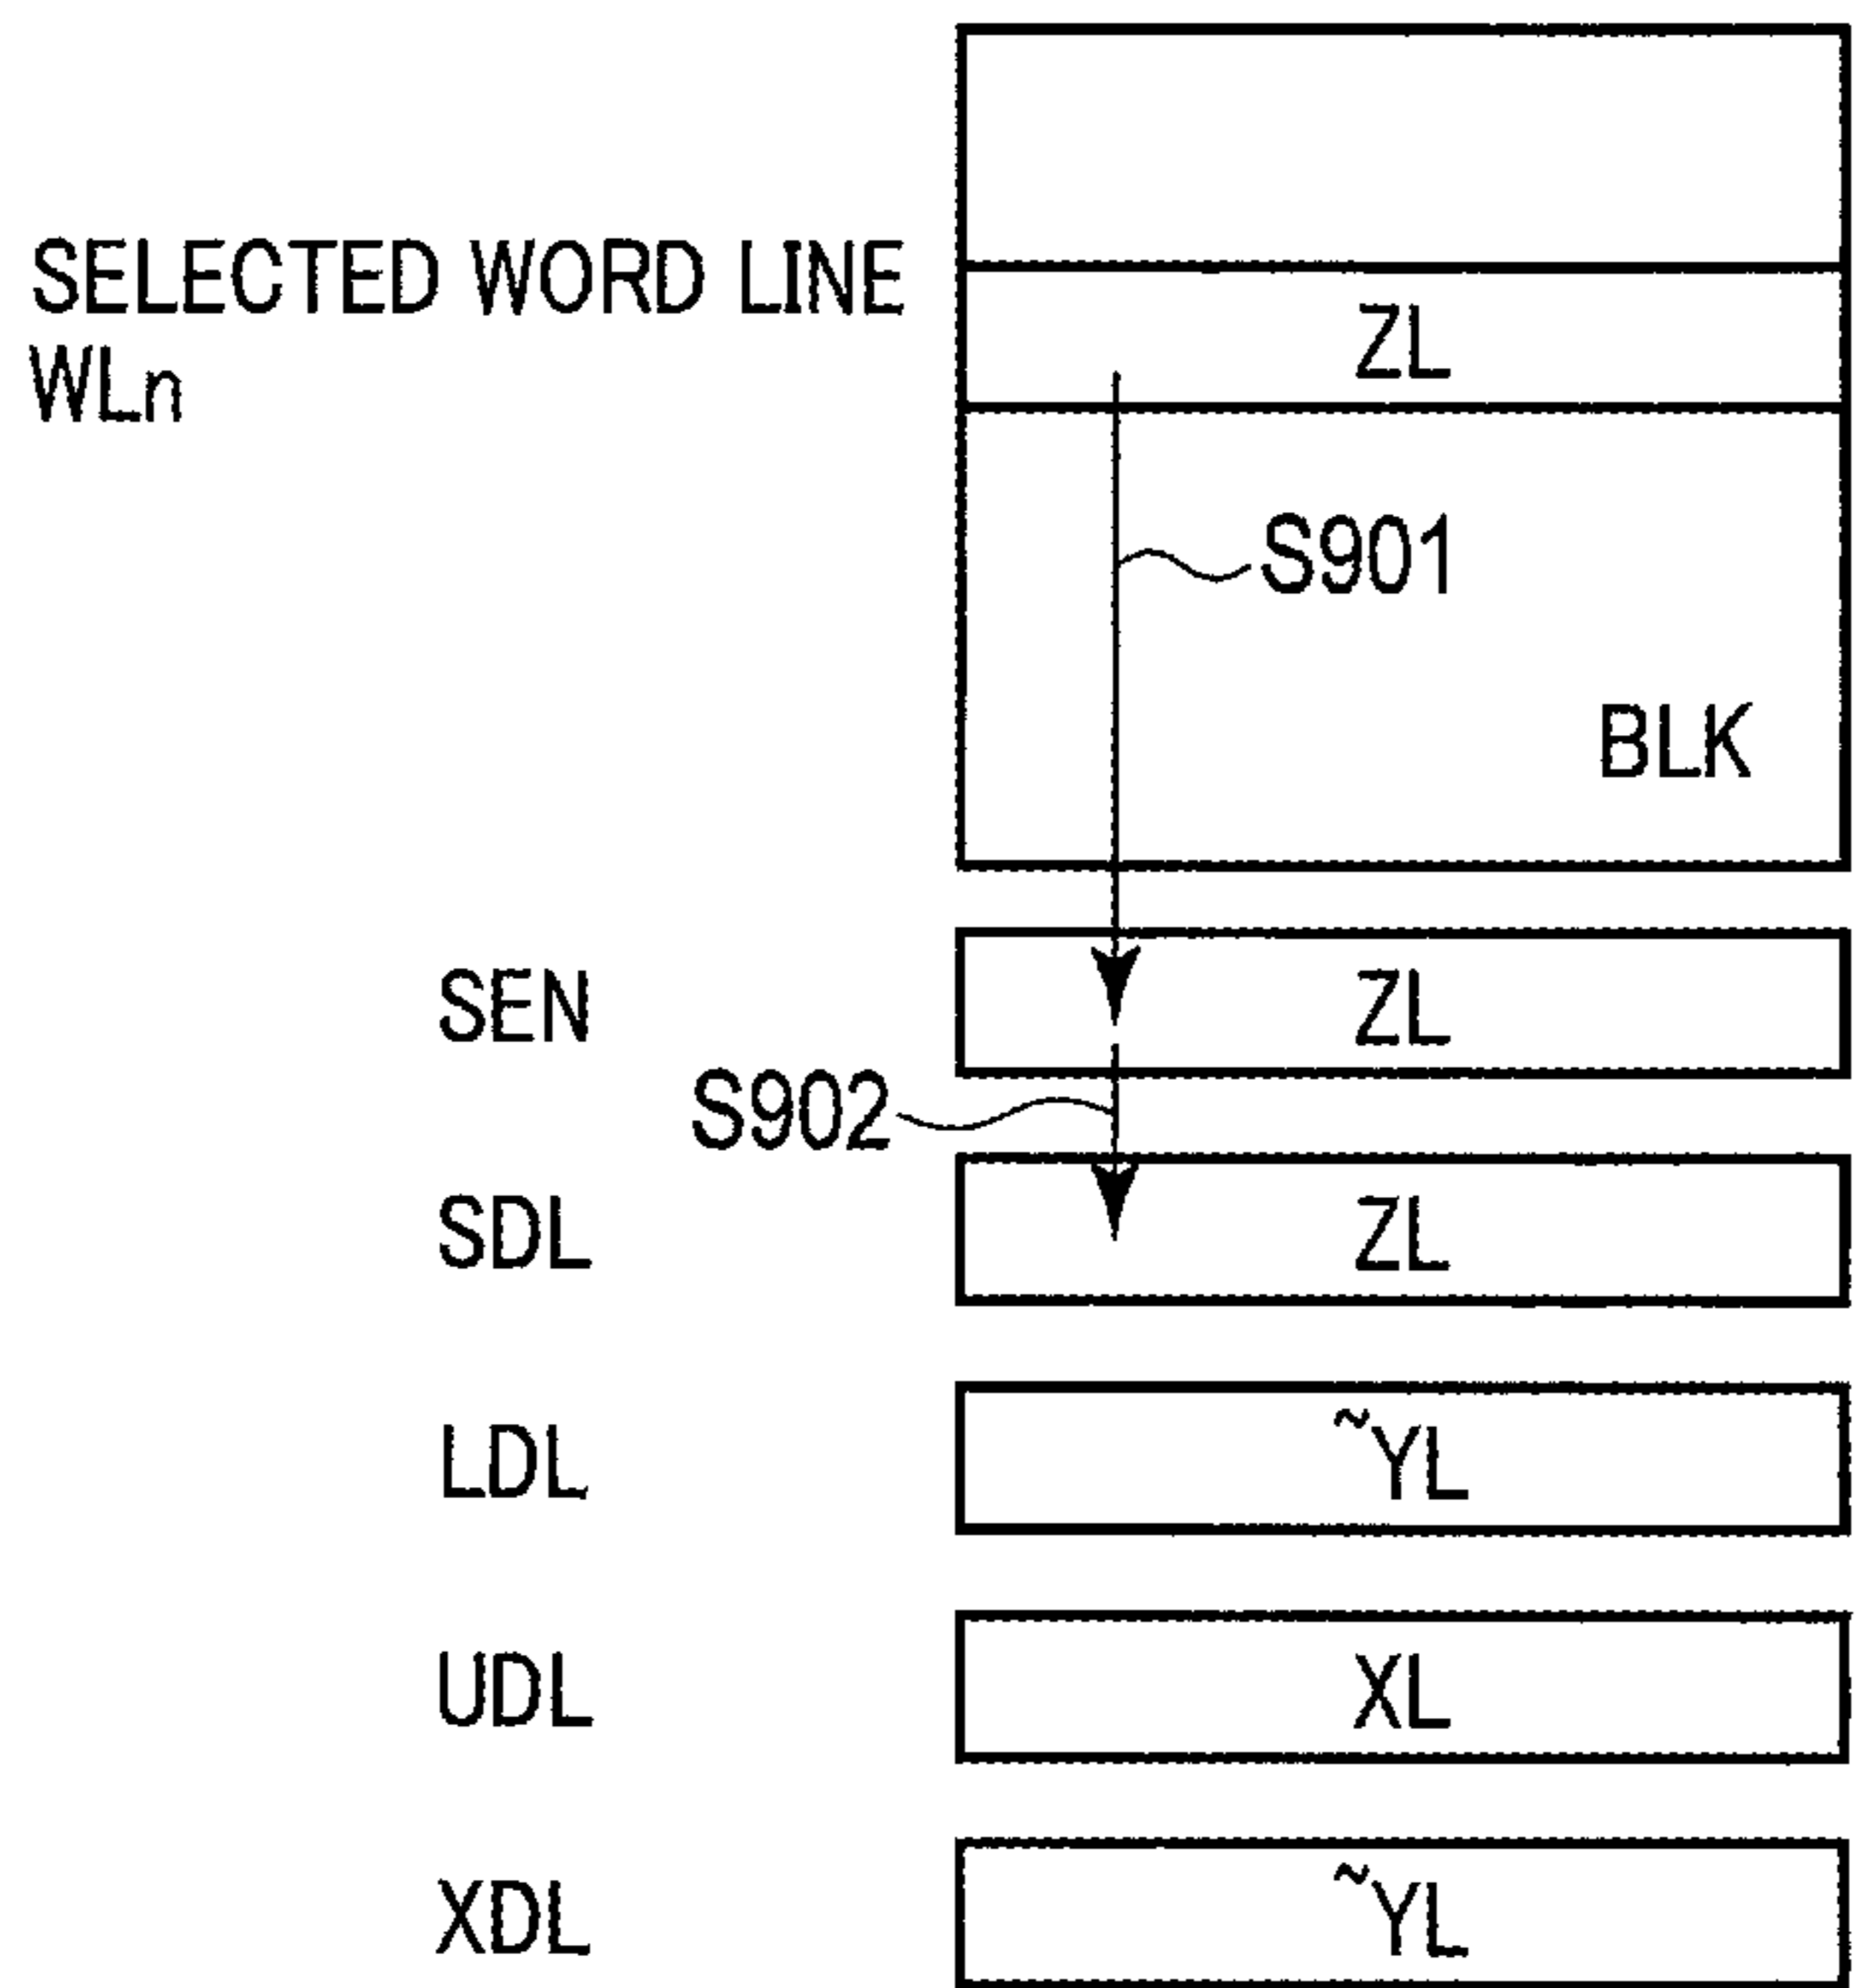 SELECTED WORD LINE
WLn
ZL
S901
BLK
SEN
ZL
S902
SDL
ZL
LDL
~YL
UDL
XL
XDL
~YL